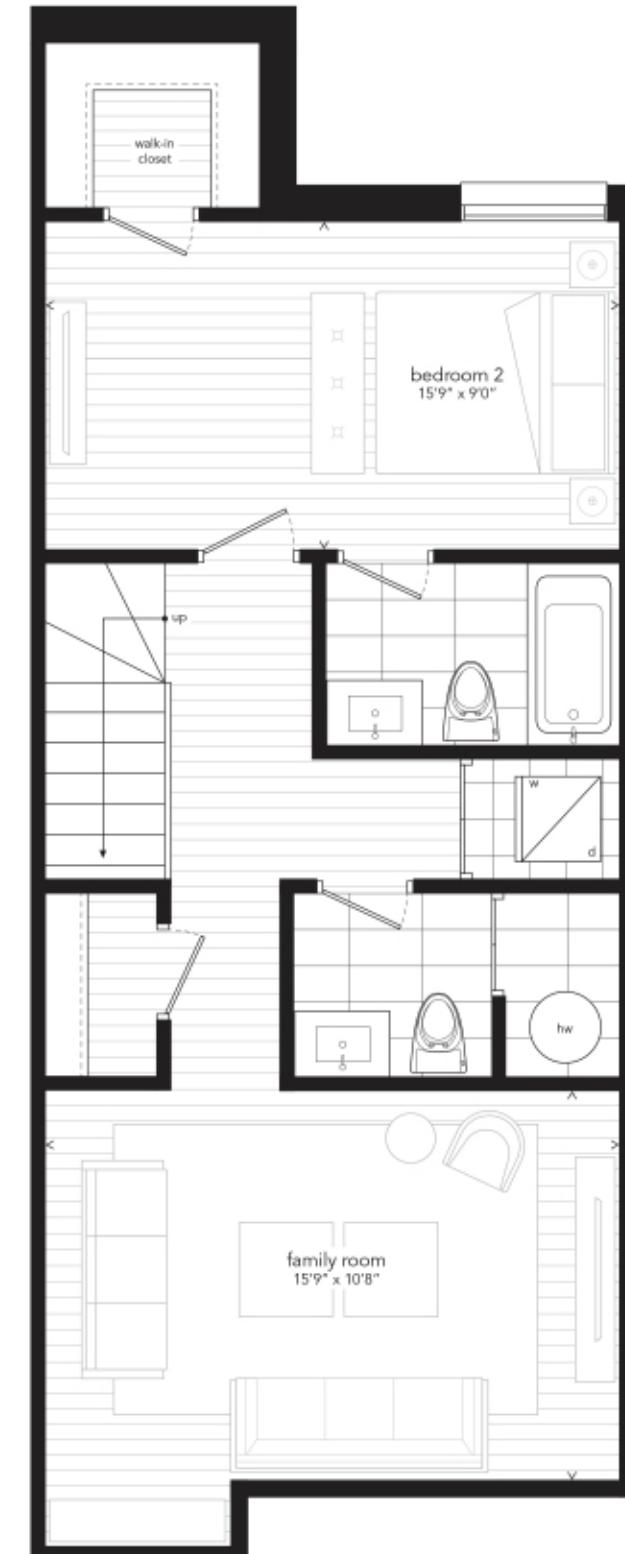 walk-in
closet
bedroom 2
15'9" x 9'0"
up
w
d
hw
family room
15'9" x 10'8"